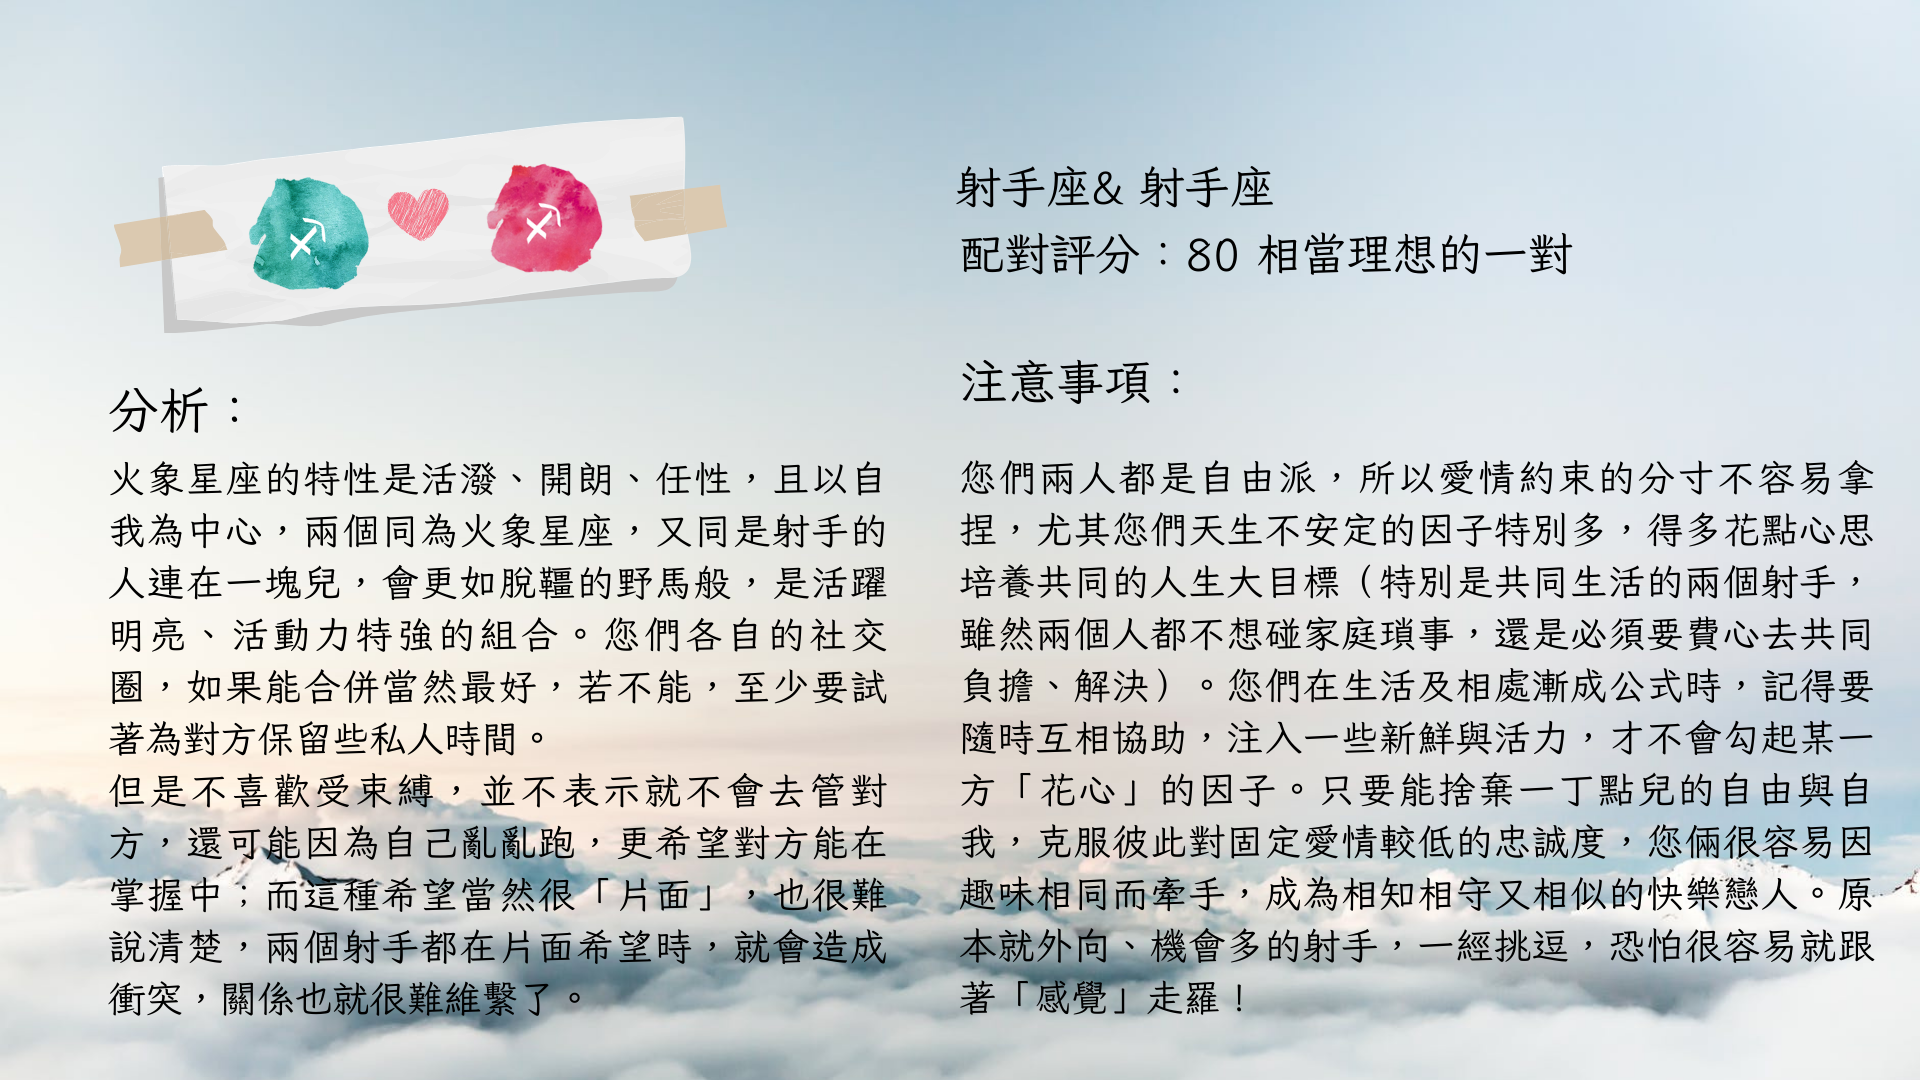 射手座& 射手座
配對評分：80 相當理想的一對
分析：
火象星座的特性是活潑、開朗、任性，且以自
我為中心，兩個同為火象星座，又同是射手的
人連在一塊兒，會更如脫韁的野馬般，是活躍
明亮、活動力特強的組合。您們各自的社交
圈，如果能合併當然最好，若不能，至少要試
著為對方保留些私人時間。
但是不喜歡受束縛，並不表示就不會去管對
方，還可能因為自己亂亂跑，更希望對方能在
掌握中；而這種希望當然很「片面」，也很難
說清楚，兩個射手都在片面希望時，就會造成
衝突，關係也就很難維繫了。
注意事項：
您們兩人都是自由派，所以愛情約束的分寸不容易拿
捏，尤其您們天生不安定的因子特別多，得多花點心思
培養共同的人生大目標（特別是共同生活的兩個射手，
雖然兩個人都不想碰家庭瑣事，還是必須要費心去共同
負擔、解決）。您們在生活及相處漸成公式時，記得要
隨時互相協助，注入一些新鮮與活力，才不會勾起某一
方「花心」的因子。只要能捨棄一丁點兒的自由與自
我，克服彼此對固定愛情較低的忠誠度，您倆很容易因
趣味相同而牽手，成為相知相守又相似的快樂戀人。原
本就外向、機會多的射手，一經挑逗，恐怕很容易就跟
著「感覺」走羅！